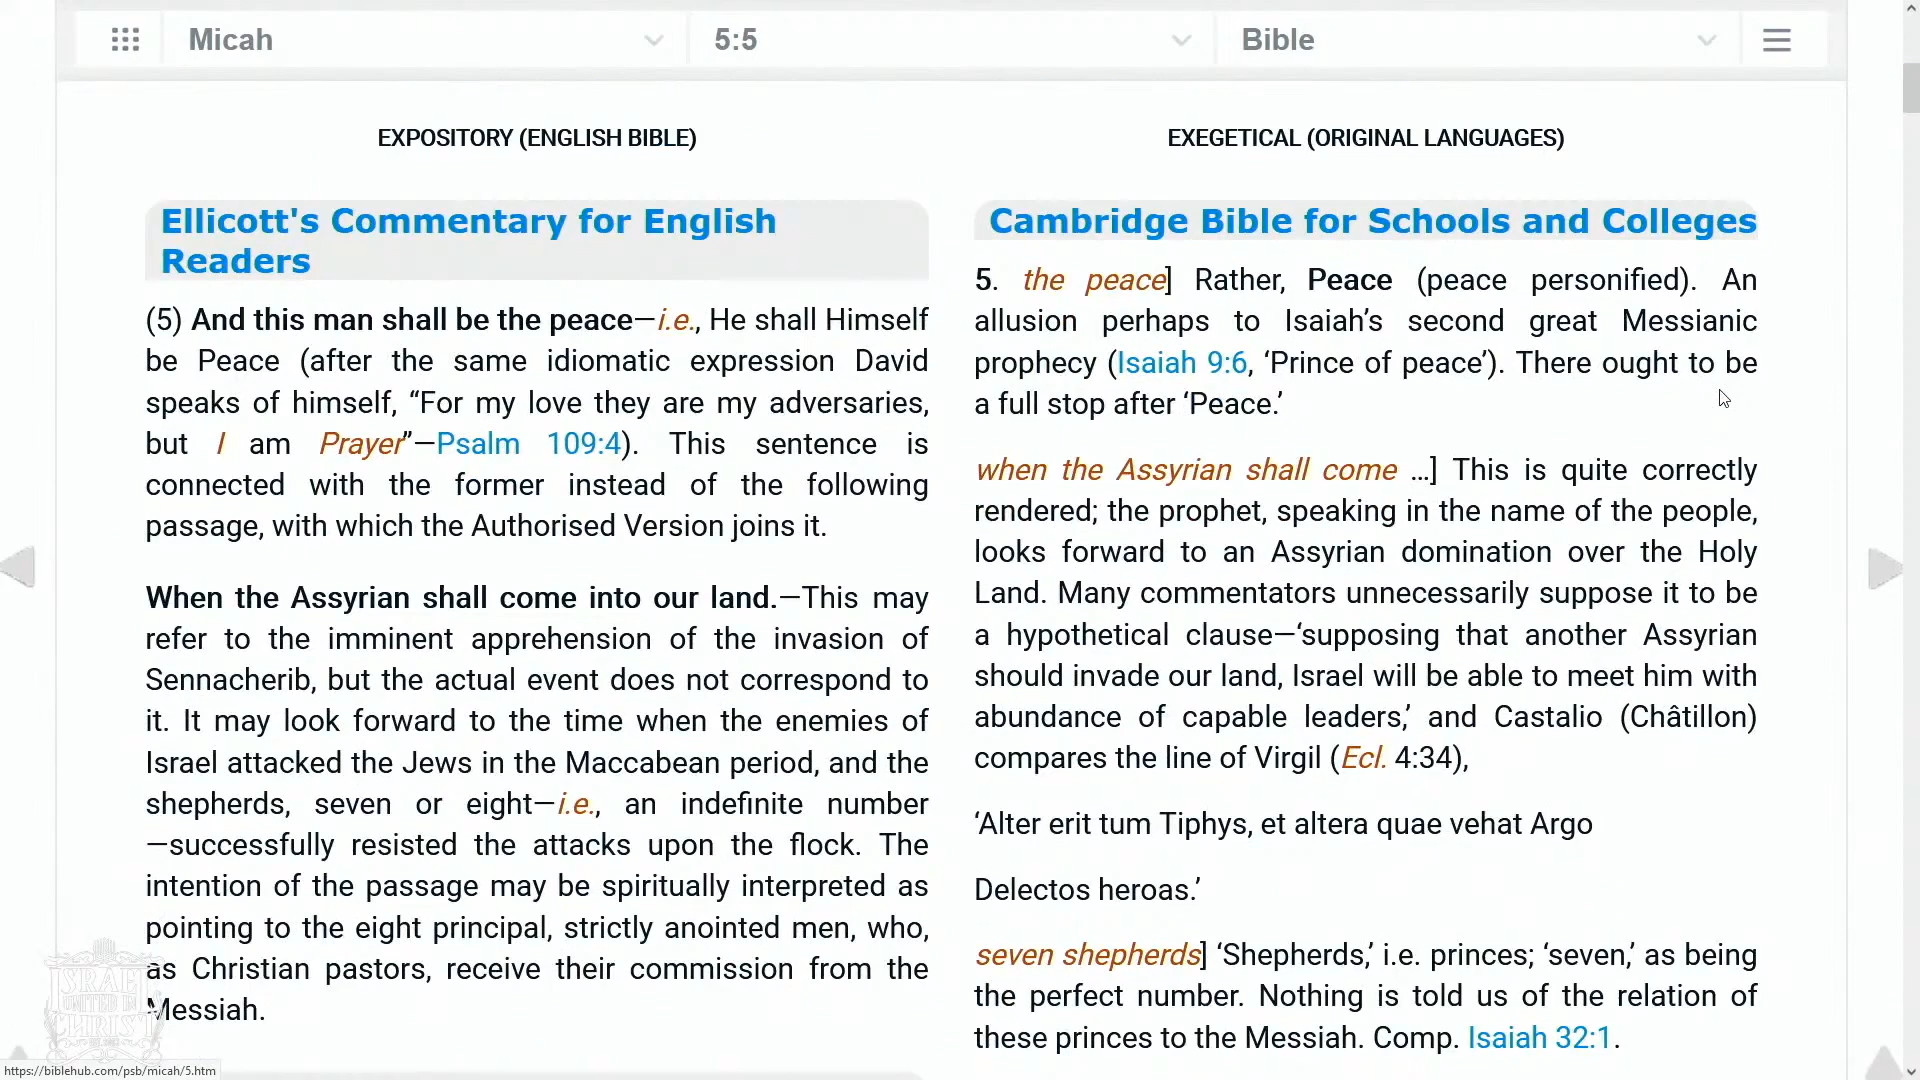 Micah
5:5
Bible
EXPOSITORY (ENGLISH BIBLE)
Ellicott's Commentary for English
Readers
(5) And this man shall be the peace—i.e., He shall Himself
be Peace (after the same idiomatic expression David
speaks of himself, “For my love they are my adversaries,
but I am Prayer”—Psalm 109:4). This sentence is
connected with the former instead of the following
passage, with which the Authorised Version joins it.
When the Assyrian shall come into our land.—This may
refer to the imminent apprehension of the invasion of
Sennacherib, but the actual event does not correspond to
it. It may look forward to the time when the enemies of
Israel attacked the Jews in the Maccabean period, and the
shepherds, seven or eight—i.e., an indefinite number
—successfully resisted the attacks upon the flock. The
intention of the passage may be spiritually interpreted as
pointing to the eight principal, strictly anointed men, who,
as Christian pastors, receive their commission from the
Messiah.
EXEGETICAL (ORIGINAL LANGUAGES)
Cambridge Bible for Schools and Colleges
5. the peace] Rather, Peace (peace personified). An
allusion perhaps to Isaiah’s second great Messianic
prophecy (Isaiah 9:6, ‘Prince of peace’). There ought to be
a full stop after ‘Peace.’
when the Assyrian shall come …] This is quite correctly
rendered; the prophet, speaking in the name of the people,
looks forward to an Assyrian domination over the Holy
Land. Many commentators unnecessarily suppose it to be
a hypothetical clause—‘supposing that another Assyrian
should invade our land, Israel will be able to meet him with
abundance of capable leaders,’ and Castalio (Châtillon)
compares the line of Virgil (Ecl. 4:34),
‘Alter erit tum Tiphys, et altera quae vehat Argo
Delectos heroas.’
seven shepherds] ‘Shepherds,’ i.e. princes; ‘seven,’ as being
the perfect number. Nothing is told us of the relation of
these princes to the Messiah. Comp. Isaiah 32:1.
ISRAEL
UNITED IN
CHRIST
https://biblehub.com/psb/micah/5.htm